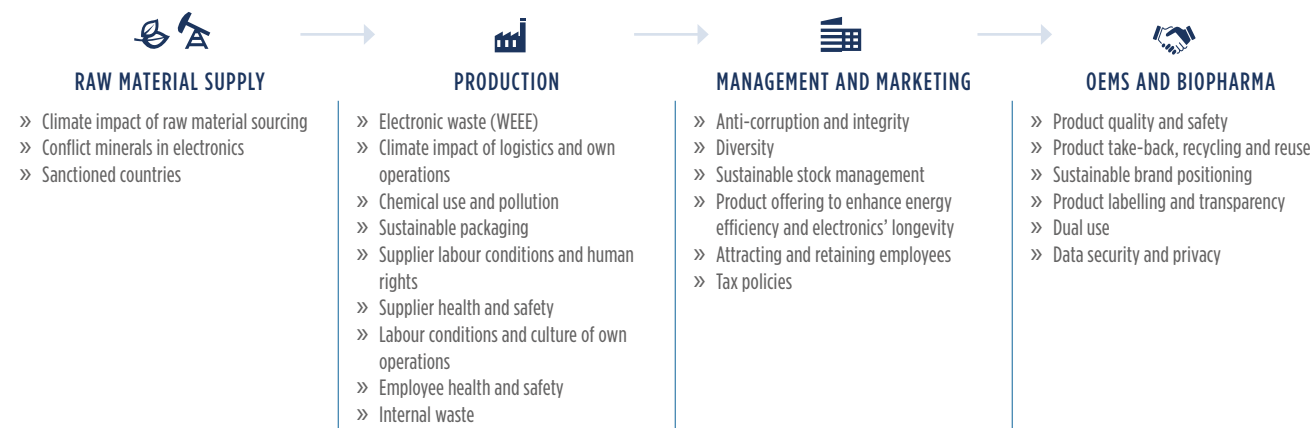 RAW MATERIAL SUPPLY
» Climate impact of raw material sourcing
» Conflict minerals in electronics
» Sanctioned countries
PRODUCTION
» Electronic waste (WEEE)
» Climate impact of logistics and own
operations
» Chemical use and pollution
» Sustainable packaging
» Supplier labour conditions and human
rights
» Supplier health and safety
» Labour conditions and culture of own
operations
» Employee health and safety
» Internal waste
MANAGEMENT AND MARKETING
» Anti-corruption and integrity
» Diversity
» Sustainable stock management
» Product offering to enhance energy
efficiency and electronics’ longevity
» Attracting and retaining employees
» Tax policies
OEMS AND BIOPHARMA
» Product quality and safety
» Product take-back, recycling and reuse
» Sustainable brand positioning
» Product labelling and transparency
» Dual use
» Data security and privacy